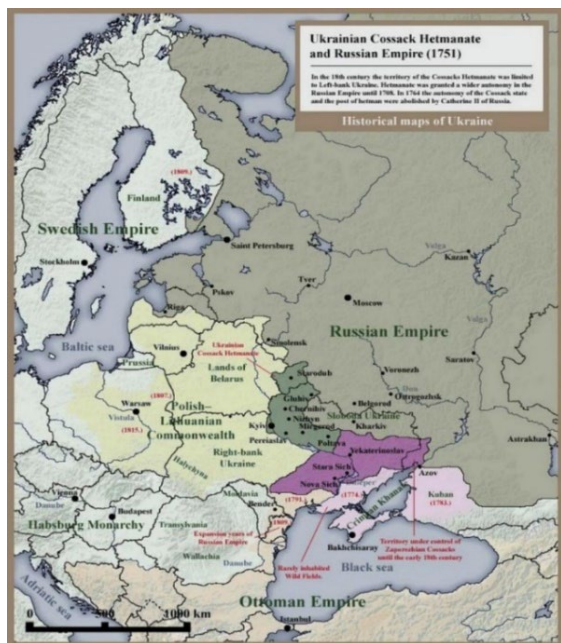 Ukrainian Cossack Hetmanate
and Russian Empire (1751)
In the 18th century the territory of the Cossacks Hetmanate was limited
to Left-bank Ukraine. Hetmanate was granted a wider autonomy in the
Russian Empire until 1708. In 1764 the autonomy of the Cossack state
and the post of hetman were abolished by Catherine II of Russia.
Historical maps of Ukraine
(1809.)
Finland
Swedish Empire
Saint Petersburg
Stockholm
Volga
Kazan
Pskov
Tver
Moscow
Riga
Russian Empire
Volga
Baltic sea
Ukrainian
Cossack Hetmanate
Smolensk
Vilnius
Prussia
Lands of
Belarus
Starodub
Voronezh
Saratov
(1807.)
Don
Hlukhiv
Ostrogozhsk
Warsaw
Polish–
Lithuanian
Commonwealth
Chernihiv
Belgorod
Vistula
(1815.)
Nizhyn
Sloboda Ukraine
Kyiv
Myrgorod
Kharkiv
Pereiaslav
Poltava
Astrakhan
Right-bank
Ukraine
Yekaterinoslav
Halychyna
Stara Sich
Azov
Vienna
Moldavia
Nova Sich
Dnieper
Danube
Bender
(1791.)
(1774.)
Kuban
(1783.)
Budapest
Crimean Khanate
Habsburg Monarchy
Transylvania
1809.
Expansion years of
Russian Empire
Bakhchisaray
Territory under control of
Zaporozhian Cossacks
until the early 18th century
Wallachia
Danube
Rarely inhabited
Wild Fields.
Black sea
Adriatic sea
Ottoman Empire
0 500 1000 km
Istanbul